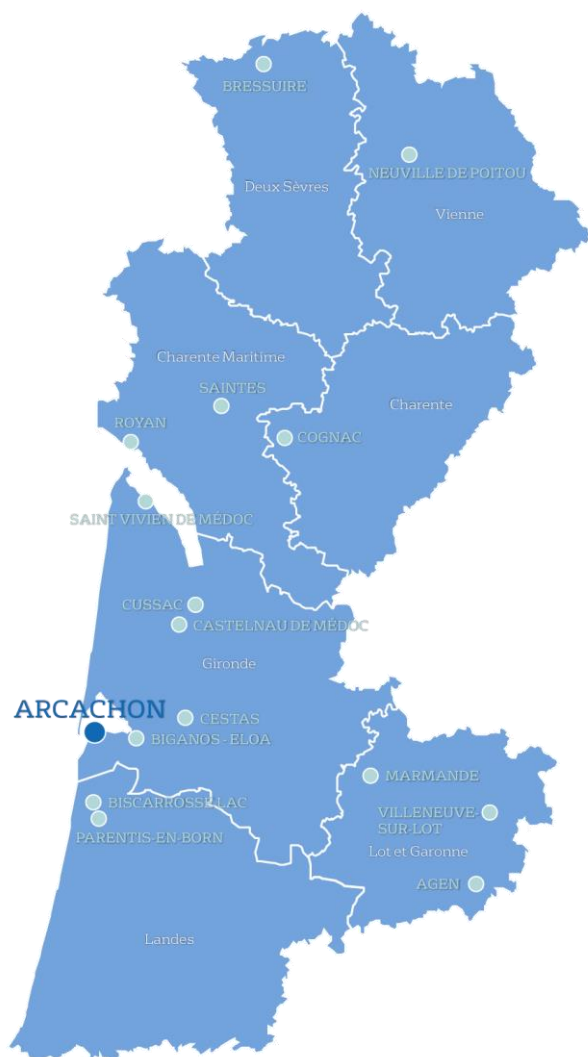 BRESSUIRE
NEUVILLE DE POITOU
Deux Sèvres
Vienne
Charente Maritime
SAINTES
Charente
ROYAN
COGNAC
SAINT VIVIEN DE MÉDOC
CUSSAC
CASTELNAU DE MÉDOC
Gironde
ARCACHON
CESTAS
BIGANOS - ELOA
MARMANDE
BISCARROSSE LAC
VILLENEUVE-
SUR-LOT
PARENTIS-EN-BORN
Lot et Garonne
AGEN
Landes